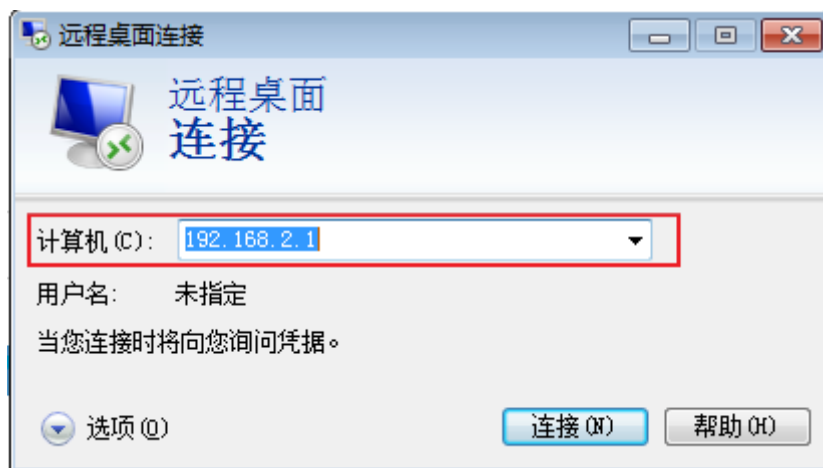 远程桌面连接
远程桌面
连接
计算机(C): 192.168.2.1
用户名: 未指定
当您连接时将向您询问凭据。
选项(O) 连接(N) 帮助(H)